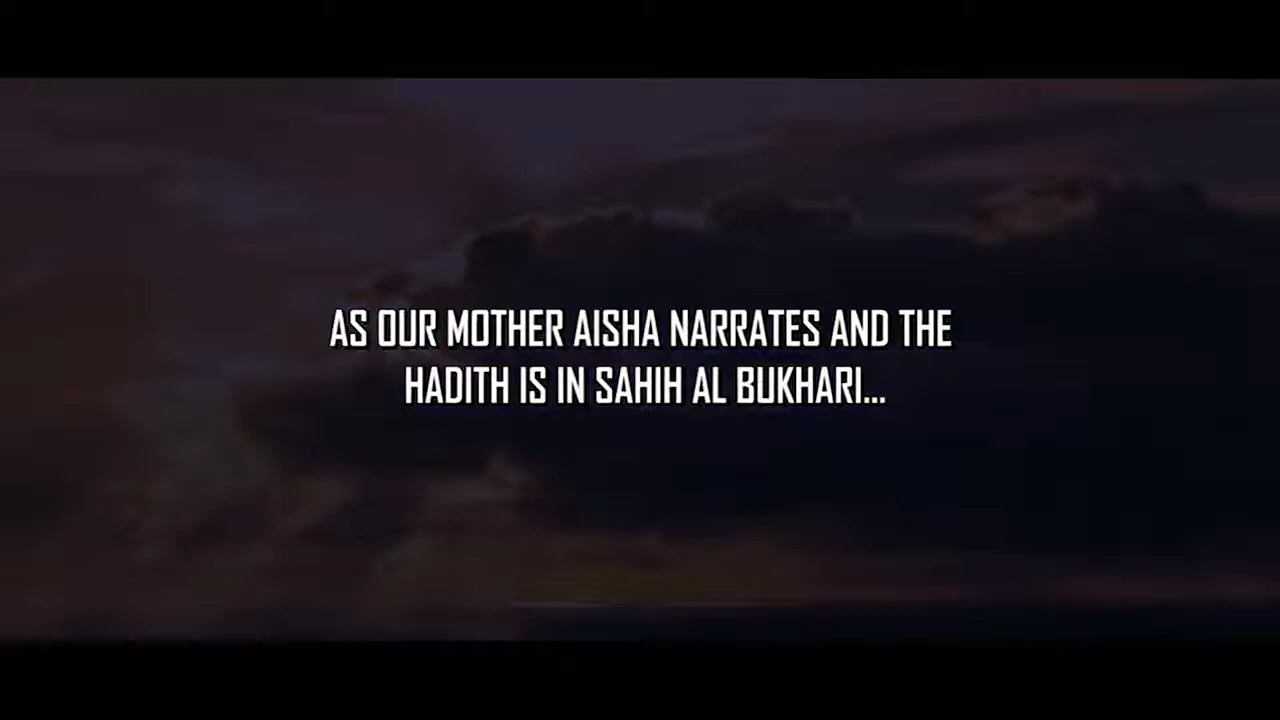 AS OUR MOTHER AISHA NARRATES AND THE
HADITH IS IN SAHIH AL BUKHARI...